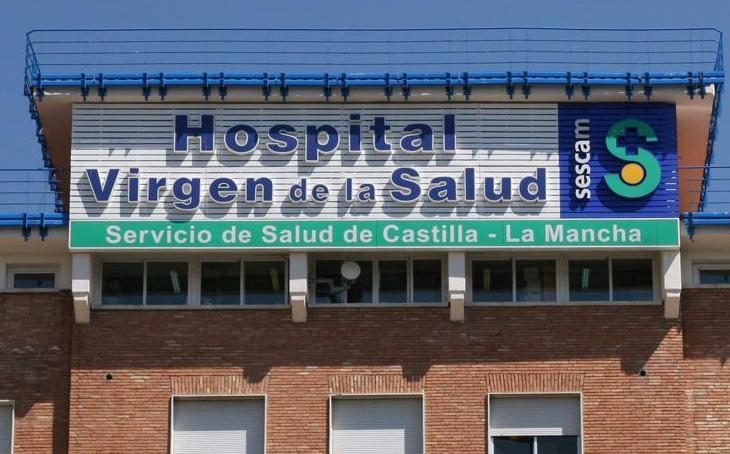 Hospital
Virgen de la Salud
sescam
Servicio de Salud de Castilla - La Mancha